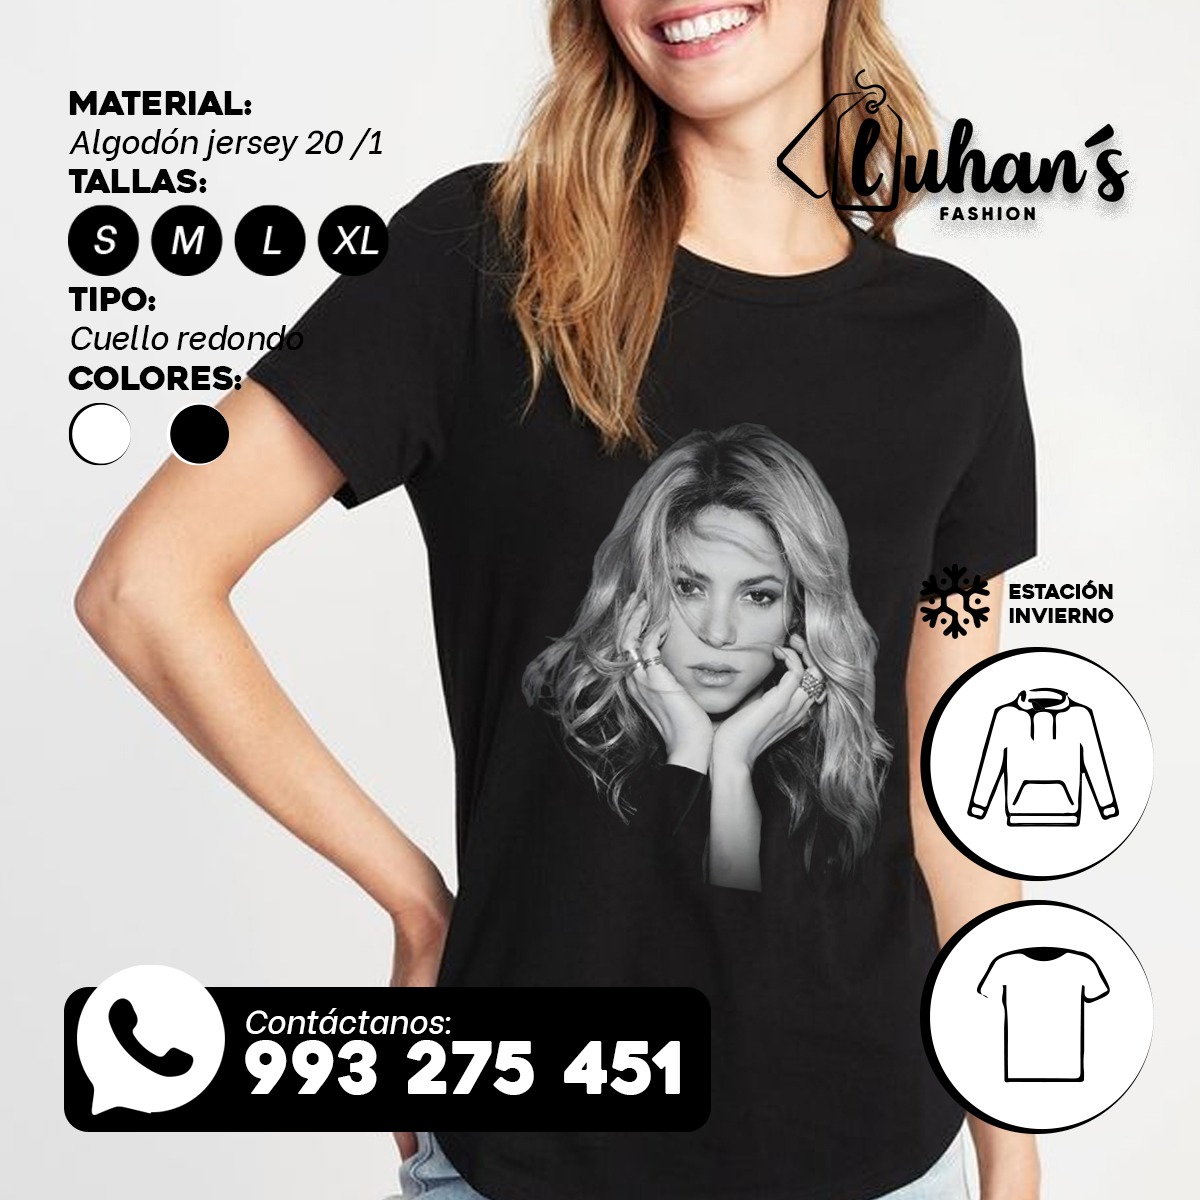 MATERIAL:
Algodón jersey 20 /1
TALLAS:
S M L XL
TIPO:
Cuello redondo
COLORES:
Luhan´s
FASHION
ESTACIÓN
INVIERNO
Contáctanos:
993 275 451